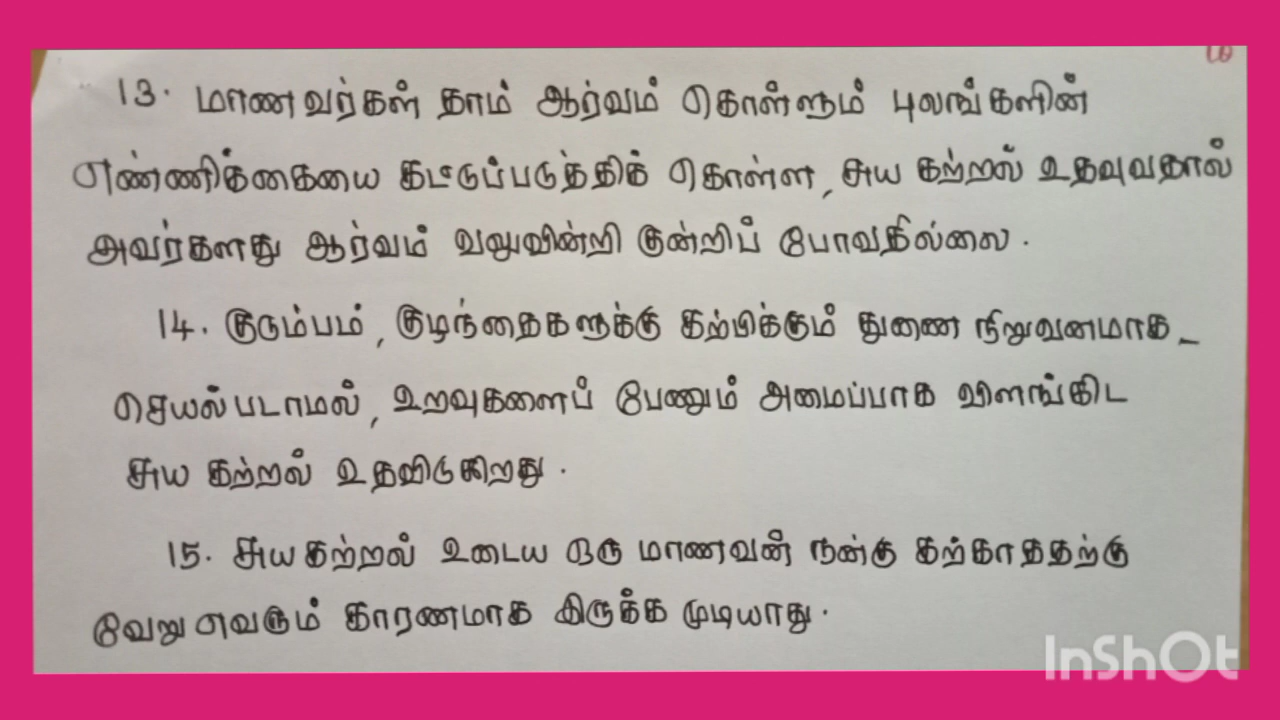 13. மாணவர்கள் தாம் ஆர்வம் கொள்ளும் புலங்களின்
எண்ணிக்கையை கட்டுப்படுத்திக் கொள்ள, சுய கற்றல் உதவுவதால்
அவர்களது ஆர்வம் வலுவின்றி குன்றிப் போவதில்லை.
14. குடும்பம், குழந்தைகளுக்கு கற்பிக்கும் துணை நிறுவனமாக_
செயல்படாமல், உறவுகளைப் பேணும் அமைப்பாக விளங்கிட
சுய கற்றல் உதவிடுகிறது.
15. சுய கற்றல் உடைய ஒரு மாணவன் நன்கு கற்காததற்கு
வேறு எவரும் காரணமாக இருக்க முடியாது.
InShOt